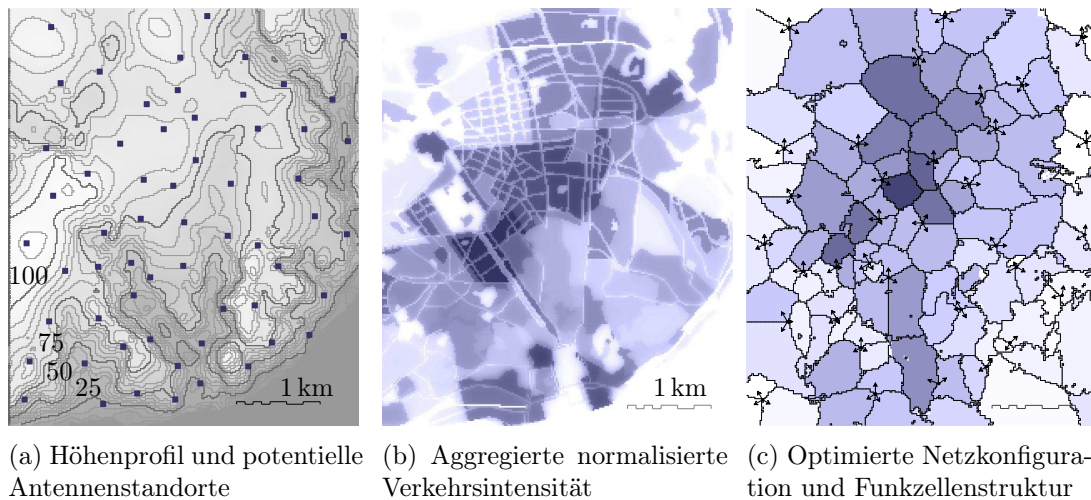 100
75
50
25
1 km
1 km
(a) Höhenprofil und potentielle
Antennenstandorte
(b) Aggregierte normalisierte
Verkehrsintensität
(c) Optimierte Netzkonfigura-
tion und Funkzellenstruktur